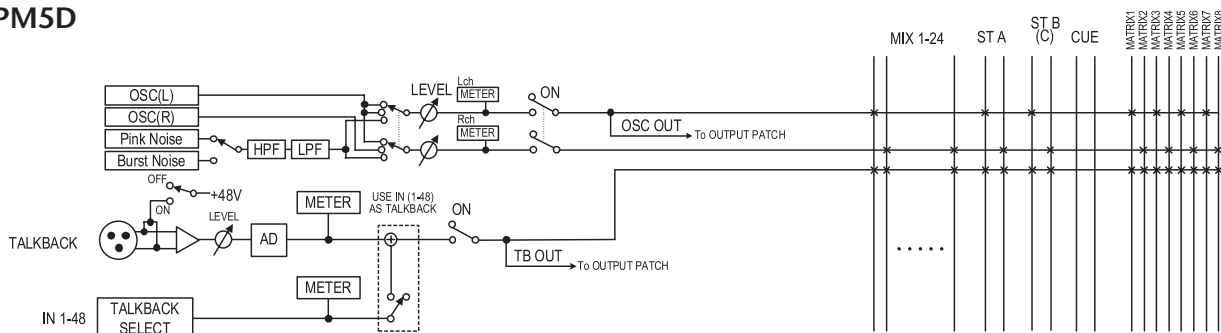 PM5D
MIX 1-24
ST A
ST B
(C)
CUE
MATRIX1
MATRIX2
MATRIX3
MATRIX4
MATRIX5
MATRIX6
MATRIX7
MATRIX8
OSC(L)
OSC(R)
Pink Noise
Burst Noise
HPF
LPF
LEVEL
Lch
METER
Rch
METER
ON
OSC OUT
To OUTPUT PATCH
OFF
+48V
ON
LEVEL
TALKBACK
AD
METER
USE IN (1-48)
AS TALKBACK
ON
TB OUT
To OUTPUT PATCH
METER
IN 1-48
TALKBACK
SELECT